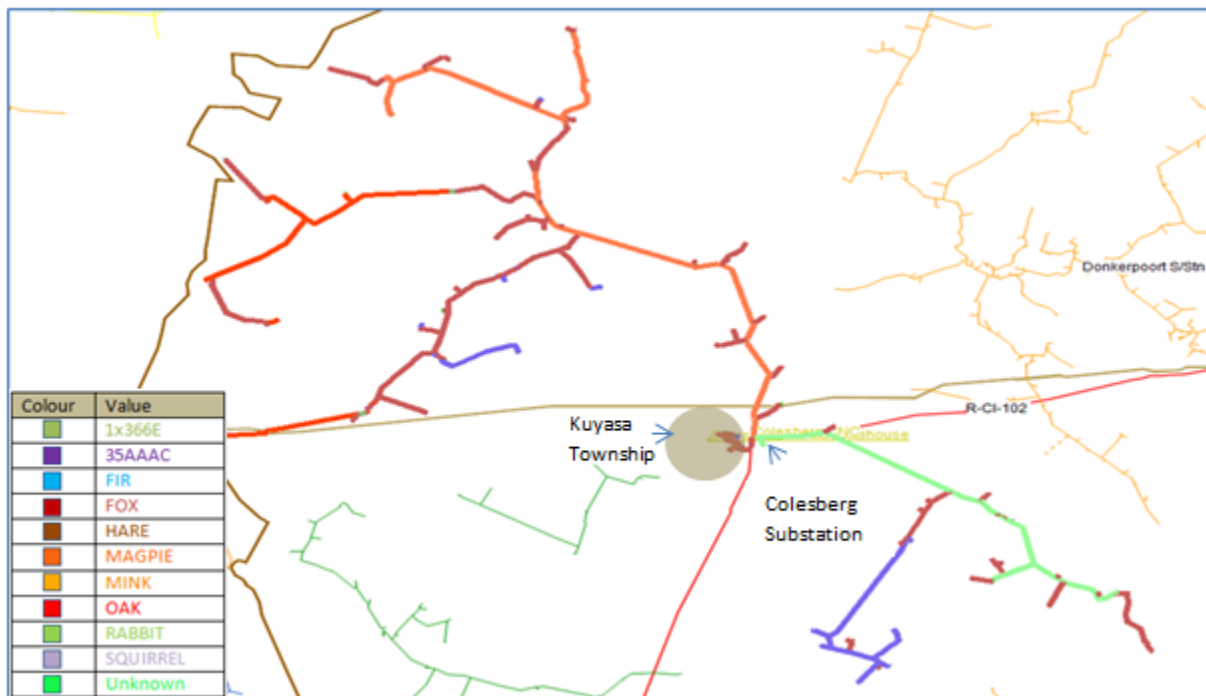 Donkerpoort S/Stn
R-CI-102
Kuyasa
Township
Colesberg
Substation
Colour Value
1x366E
35AAAC
FIR
FOX
HARE
MAGPIE
MINK
OAK
RABBIT
SQUIRREL
Unknown